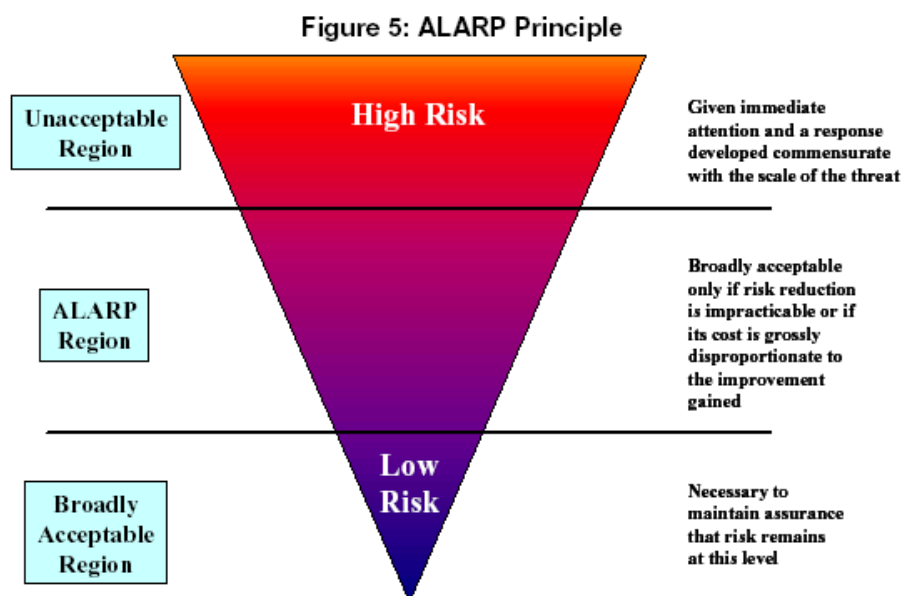 Figure 5: ALARP Principle
Unacceptable
Region
High Risk
Given immediate
attention and a response
developed commensurate
with the scale of the threat
ALARP
Region
Broadly acceptable
only if risk reduction
is impracticable or if
its cost is grossly
disproportionate to
the improvement
gained
Low
Risk
Broadly
Acceptable
Region
Necessary to
maintain assurance
that risk remains
at this level